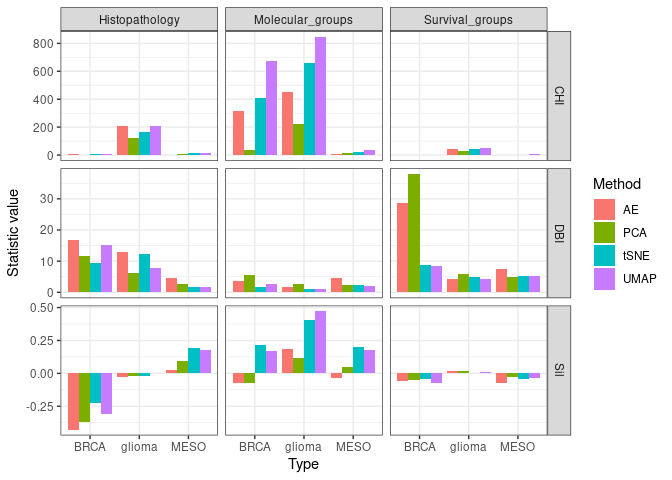 Histopathology Molecular_groups Survival_groups
800
600
400
200
0
CHI
30
20
10
0
DBI
0.50
0.25
0.00
-0.25
Sil
Statistic value
BRCA glioma MESO BRCA glioma MESO BRCA glioma MESO
Type
Method
AE
PCA
tSNE
UMAP